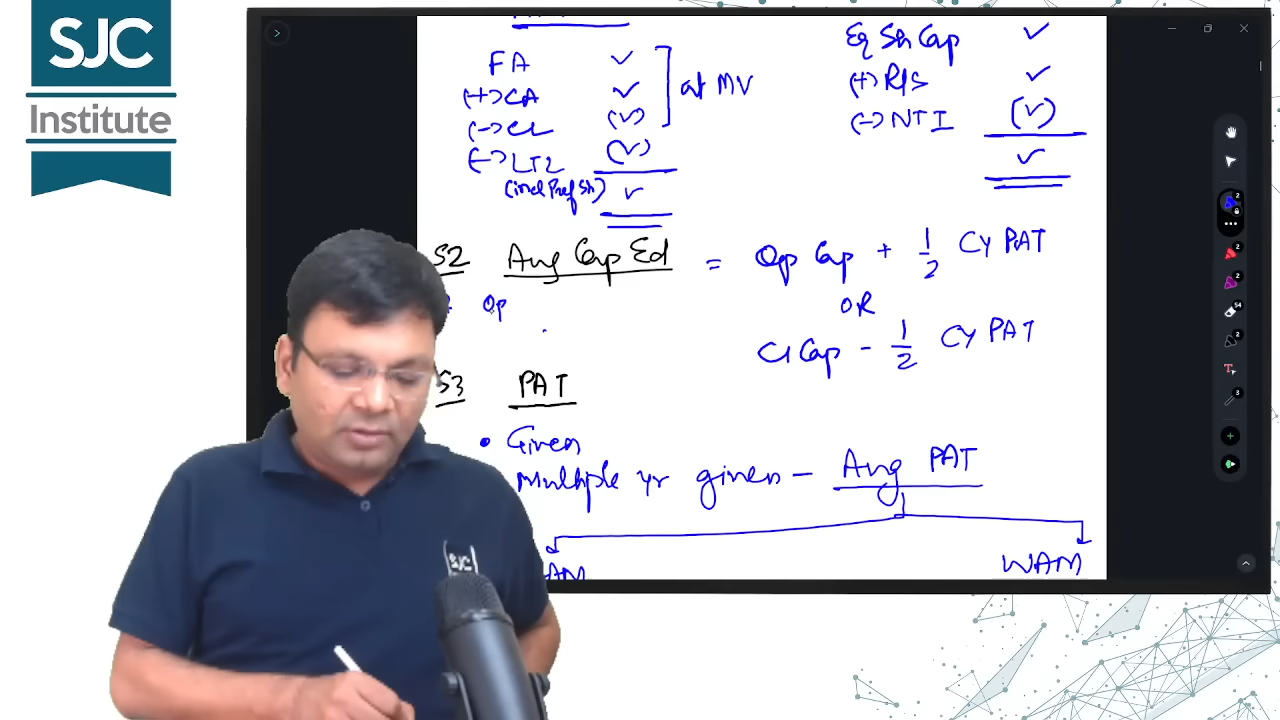 SJC
Institute
FA
(+) CA
(-) CL
(-) LTL
(incl Pref Sh)
at MV
Eq Sh Cap
(+) R/S
(-) NTI
S2 Avg Cap Ed = Op Cap + 1/2 CY PAT
Op
OR
Cl Cap - 1/2 CY PAT
S3 PAT
• Given
Multiple yr given - Avg PAT
AM
WAM
SJC